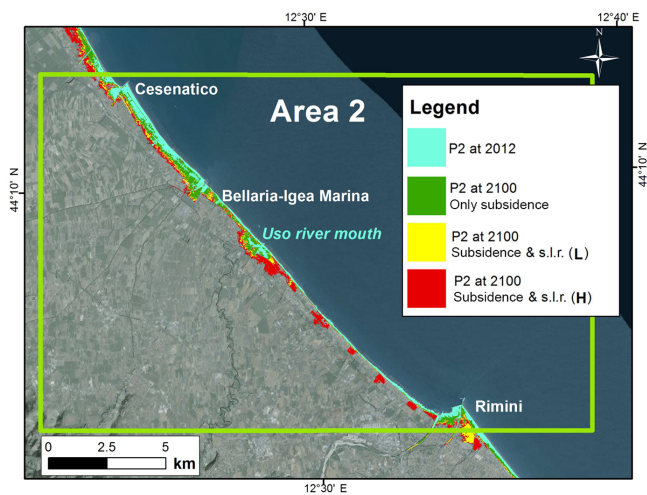 12°30' E
12°40' E
N
Cesenatico
Area 2
Legend
P2 at 2012
P2 at 2100
Only subsidence
P2 at 2100
Subsidence & s.l.r. (L)
P2 at 2100
Subsidence & s.l.r. (H)
44°10' N
44°10' N
Bellaria-Igea Marina
Uso river mouth
Rimini
0 2.5 5
km
12°30' E